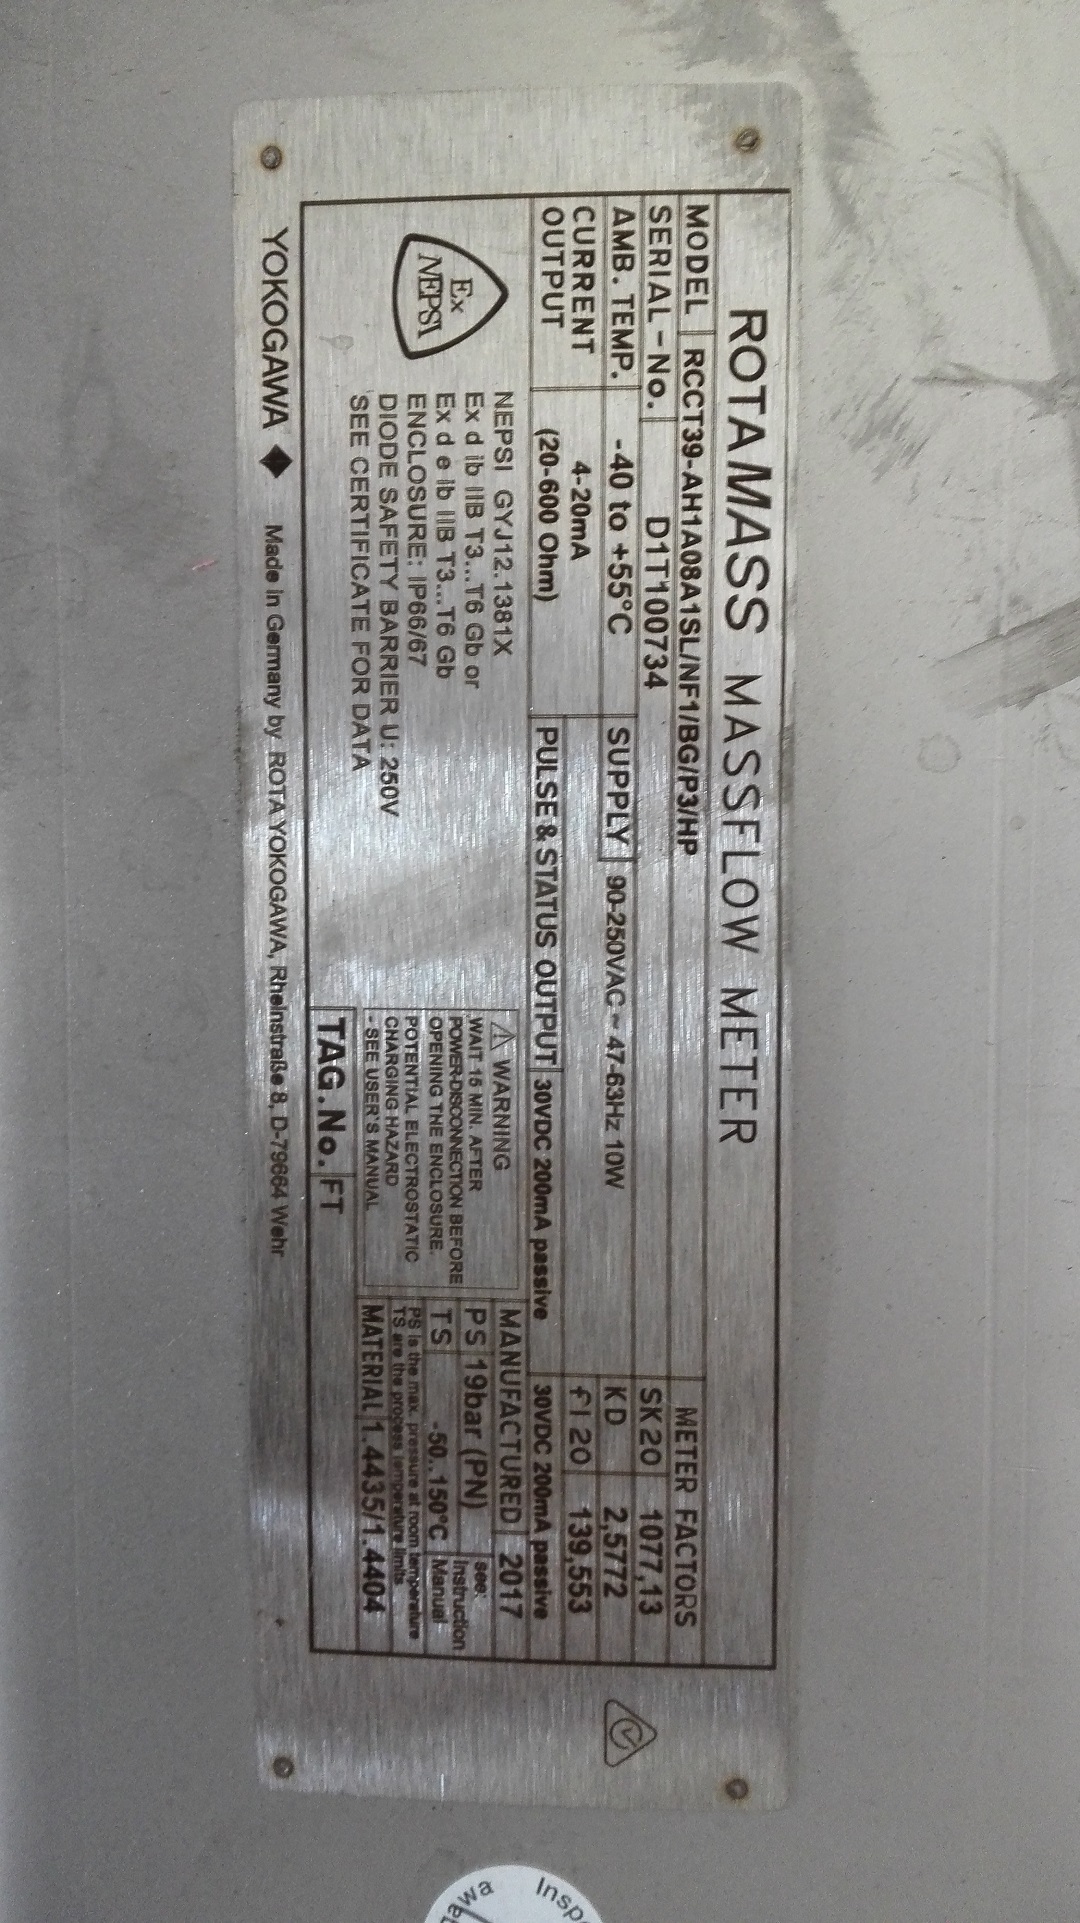 ROTAMASS MASSFLOW METER
MODEL RCCT39-AH1A08A1SL/NF1/BG/P3/HP
METER FACTORS
SERIAL-No. D1T100734
SK20 1077,13
AMB. TEMP. -40 to +55°C SUPPLY 90-250VAC~ 47-63Hz 10W
KD 2,5772
CURRENT OUTPUT
4-20mA
(20-600 Ohm)
fl20 139,553
PULSE & STATUS OUTPUT 30VDC 200mA passive 30VDC 200mA passive
Ex
NEPSI
NEPSI GYJ12.1381X
Ex d ib IIB T3...T6 Gb or
Ex d e ib IIB T3...T6 Gb
ENCLOSURE: IP66/67
DIODE SAFETY BARRIER U: 250V
SEE CERTIFICATE FOR DATA
⚠ WARNING
WAIT 15 MIN. AFTER
POWER-DISCONNECTION BEFORE
OPENING THE ENCLOSURE.
POTENTIAL ELECTROSTATIC
CHARGING HAZARD
- SEE USER'S MANUAL
MANUFACTURED 2017
PS 19bar (PN)
TS -50..150°C
see:
Instruction
Manual
PS is the max. pressure at room temperature
TS are the process temperature limits
MATERIAL 1.4435/1.4404
TAG.No. FT
YOKOGAWA ◆ Made in Germany by ROTA YOKOGAWA, Rheinstraße 8, D-79664 Wehr